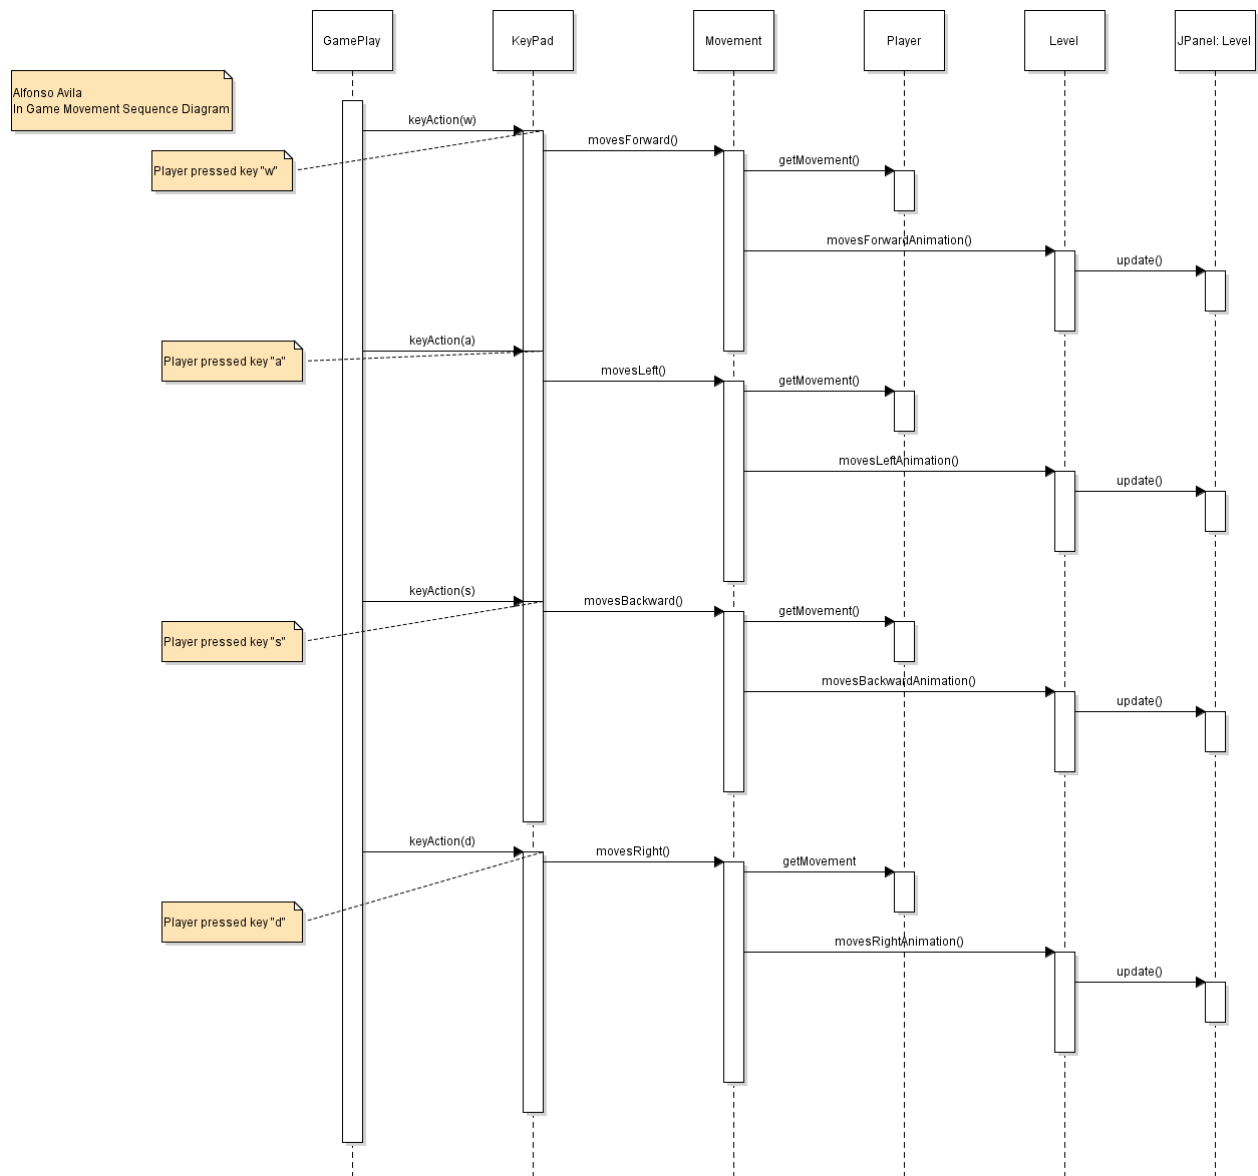 GamePlay
KeyPad
Movement
Player
Level
JPanel: Level
Alfonso Avila
In Game Movement Sequence Diagram
keyAction(w)
movesForward()
getMovement()
Player pressed key "w"
movesForwardAnimation()
update()
keyAction(a)
Player pressed key "a"
movesLeft()
getMovement()
movesLeftAnimation()
update()
keyAction(s)
movesBackward()
getMovement()
Player pressed key "s"
movesBackwardAnimation()
update()
keyAction(d)
movesRight()
getMovement
Player pressed key "d"
movesRightAnimation()
update()